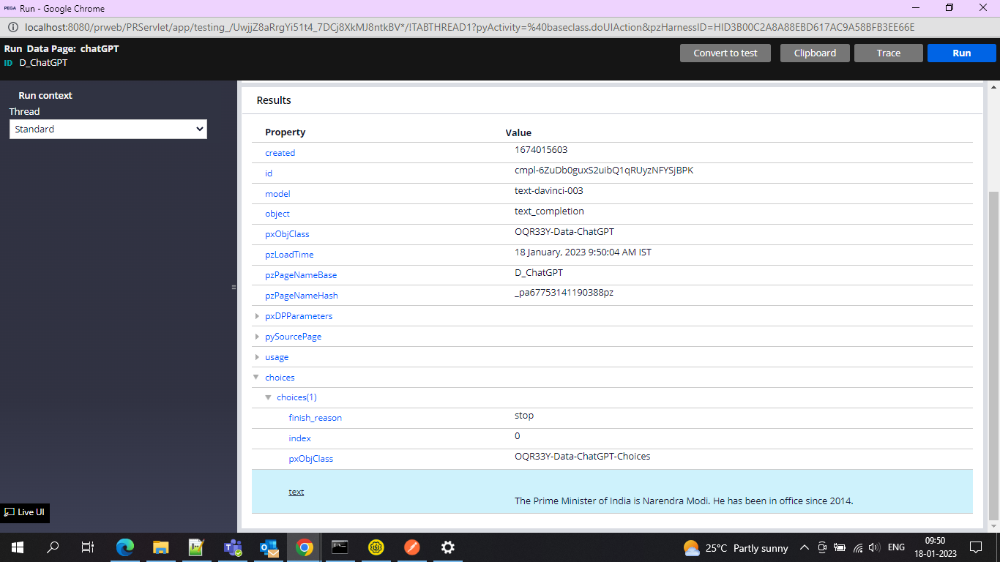 PEGA Run - Google Chrome
localhost:8080/prweb/PRServlet/app/testing_/UwjjZ8aRrgYi51t4_7DCj8XkMJ8ntkBV*/!TABTHREAD1?pyActivity=%40baseclass.doUIAction&pzHarnessID=HID3B00C2A8A88EBD617AC9A58BFB3EE66E
Run Data Page: chatGPT
ID D_ChatGPT
Convert to test Clipboard Trace Run
Run context
Thread
Standard
Results
Property Value
created 1674015603
id cmpl-6ZuDb0guxS2uibQ1qRUyzNFYSjBPK
model text-davinci-003
object text_completion
pxObjClass OQR33Y-Data-ChatGPT
pzLoadTime 18 January, 2023 9:50:04 AM IST
pzPageNameBase D_ChatGPT
pzPageNameHash _pa67753141190388pz
pxDPParameters
pySourcePage
usage
choices
choices(1)
finish_reason stop
index 0
pxObjClass OQR33Y-Data-ChatGPT-Choices
text
The Prime Minister of India is Narendra Modi. He has been in office since 2014.
Live UI
25°C Partly sunny ENG 09:50
18-01-2023